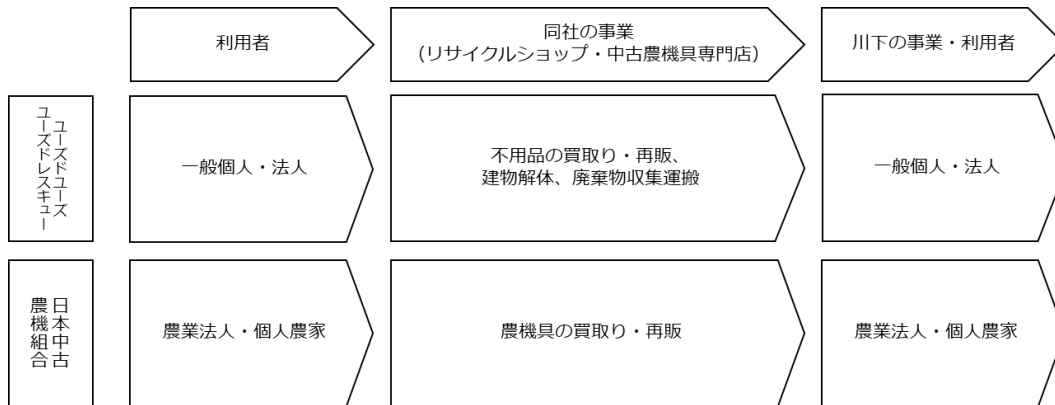 利用者
同社の事業
（リサイクルショップ・中古農機具専門店）
川下の事業・利用者
ユーズドユーズ
ユーズドレスキュー
一般個人・法人
不用品の買取り・再販、
建物解体、廃棄物収集運搬
一般個人・法人
日本中古
農機組合
農業法人・個人農家
農機具の買取り・再販
農業法人・個人農家